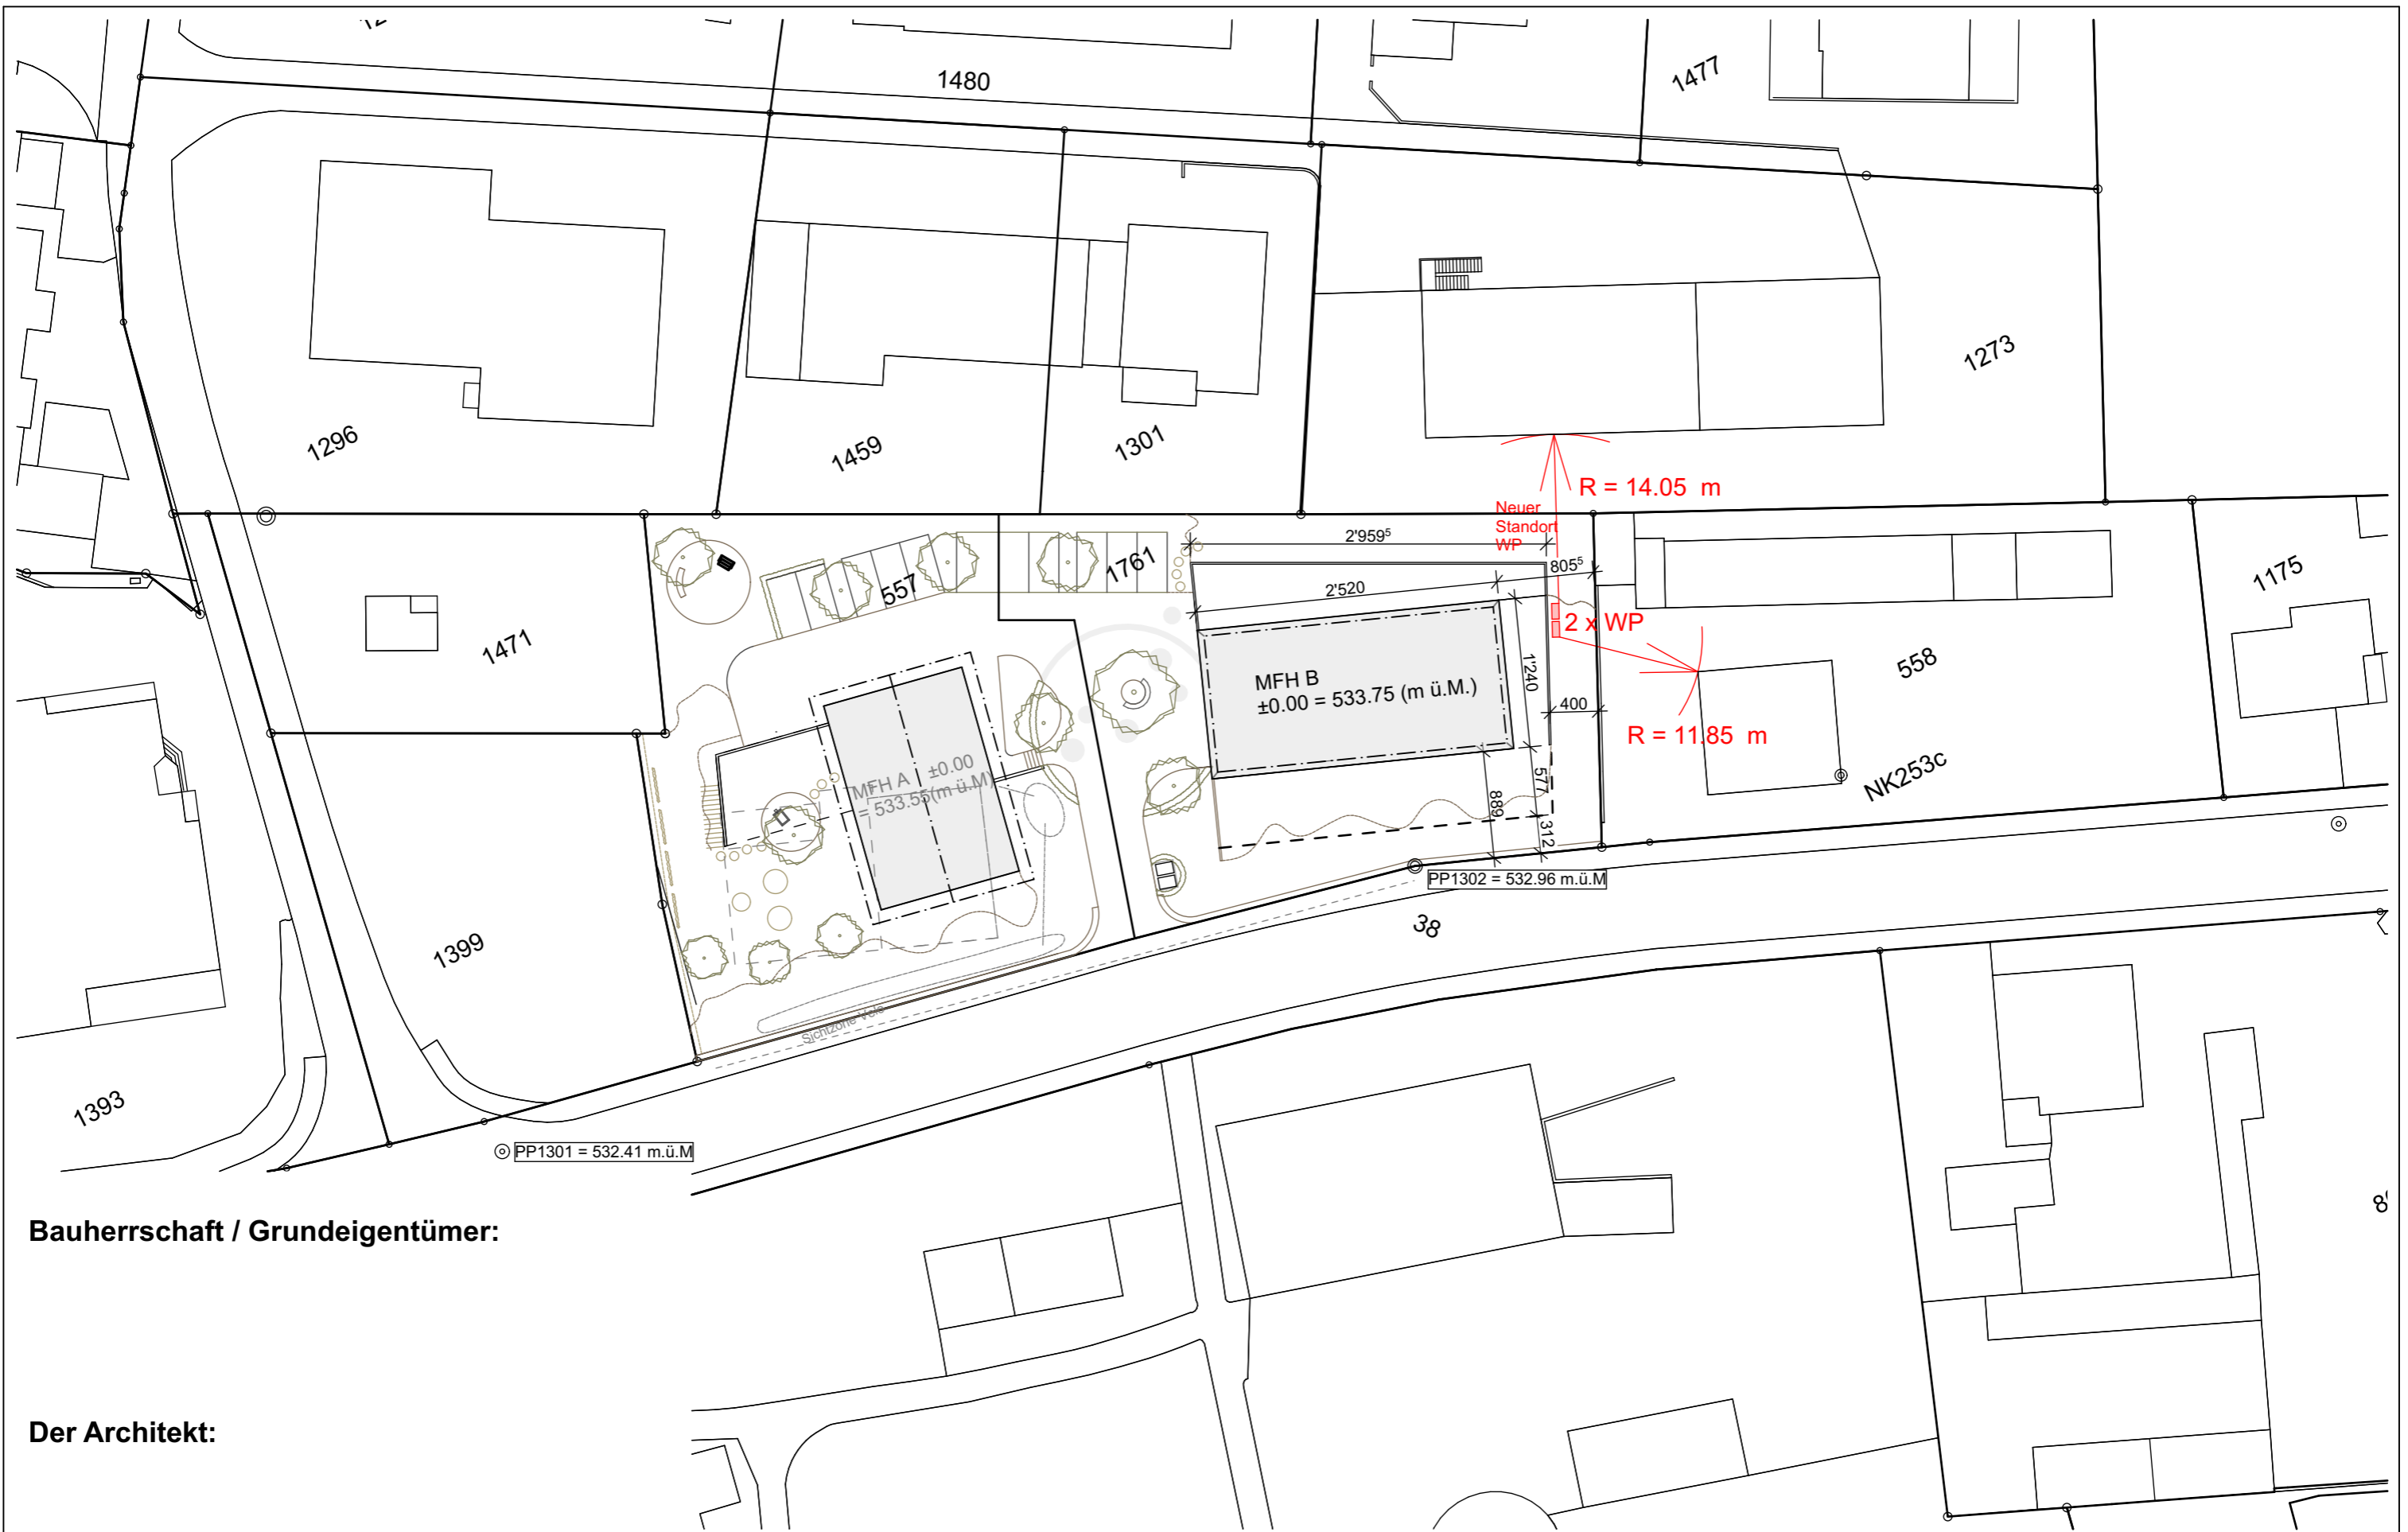 1480
1477
1273
1296
1459
1301
R = 14.05  m
Neuer
Standort
WP
2'959⁵
805⁵
2'520
557
1761
1175
1471
2 x WP
558
MFH B
±0.00 = 533.75 (m ü.M.)
1'240
400
R = 11.85  m
MFH A    ±0.00
= 533.55(m ü.M)
577
889
312
NK253c
PP1302 = 532.96 m.ü.M
38
1399
Sichtzone Velo
1393
PP1301 = 532.41 m.ü.M
Bauherrschaft / Grundeigentümer:
Der Architekt: